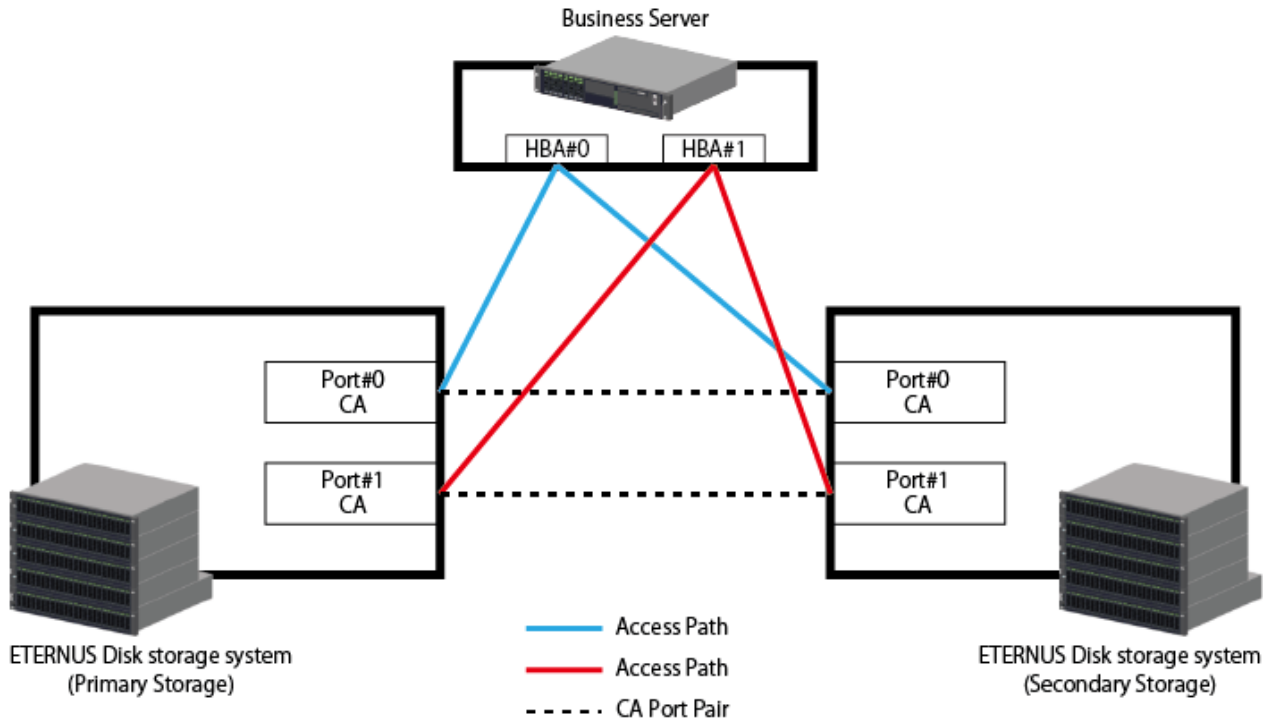 Business Server
HBA#0
HBA#1
Port#0
CA
Port#1
CA
Port#0
CA
Port#1
CA
ETERNUS Disk storage system
(Primary Storage)
ETERNUS Disk storage system
(Secondary Storage)
Access Path
Access Path
CA Port Pair